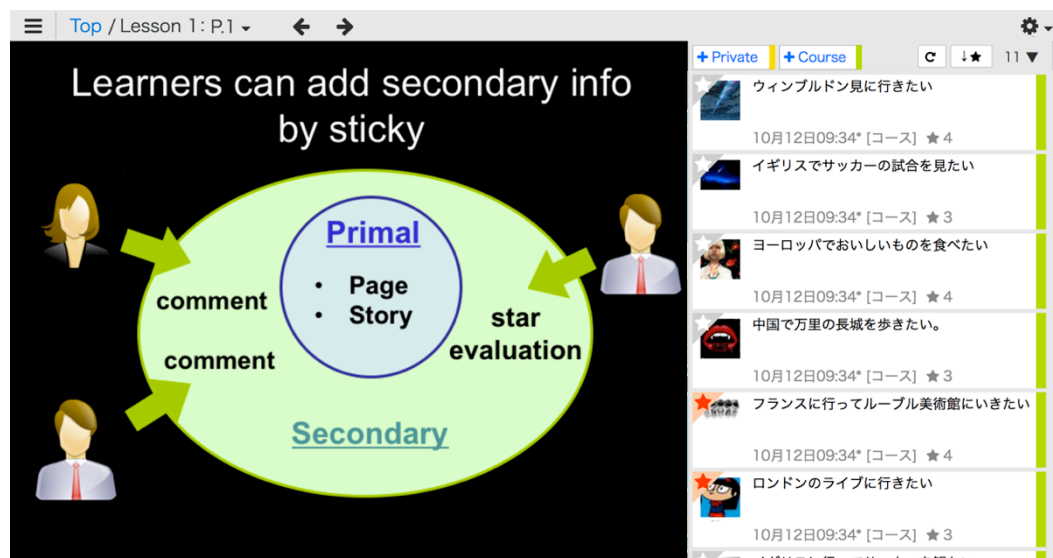 Top / Lesson 1: P.1
Learners can add secondary info
by sticky
Primal
• Page
• Story
comment
comment
star
evaluation
Secondary
+ Private
+ Course
↓★
11 ▼
ウィンブルドン見に行きたい
10月12日09:34* [コース] ★ 4
イギリスでサッカーの試合を見たい
10月12日09:34* [コース] ★ 3
ヨーロッパでおいしいものを食べたい
10月12日09:34* [コース] ★ 4
中国で万里の長城を歩きたい。
10月12日09:34* [コース] ★ 3
フランスに行ってルーブル美術館にいきたい
10月12日09:34* [コース] ★ 4
ロンドンのライブに行きたい
10月12日09:34* [コース] ★ 3